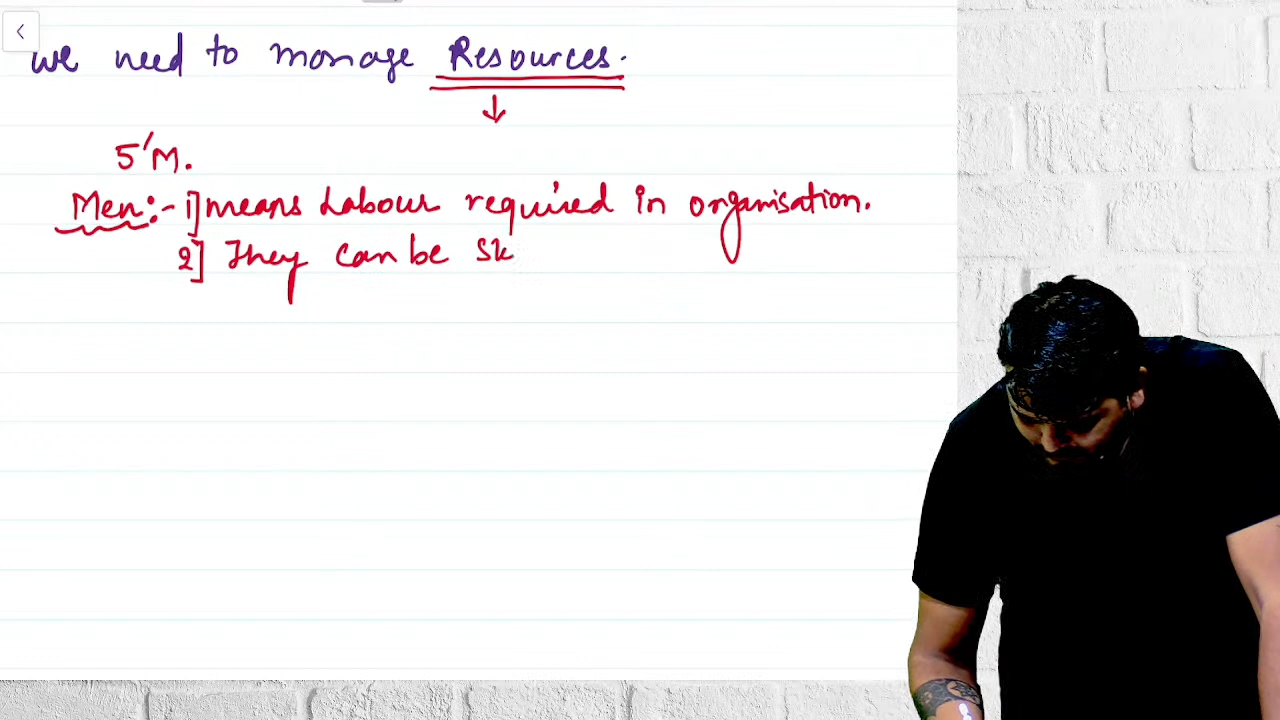 we need to manage Resources.
↓
5'M.
Men:- 1] means Labour required in organisation.
2] They can be sk